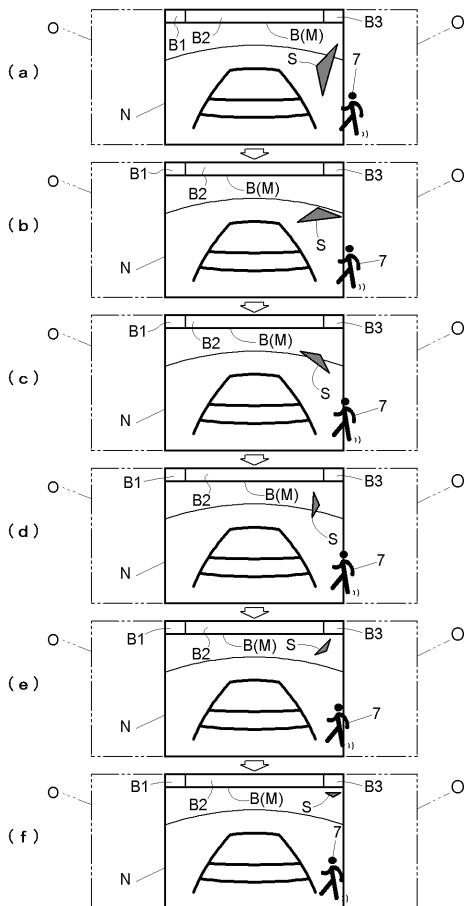 O B1 B2 B(M) B3 O
S 7
(a)
N
O B1 B2 B(M) B3 O
(b)
S
N 7
O B1 B2 B(M) B3 O
(c)
S
N 7
O B1 B2 B(M) B3 O
(d)
S
N 7
O B1 B2 B(M) S B3 O
(e)
N 7
O B1 B2 B(M) S B3 O
(f)
7
N